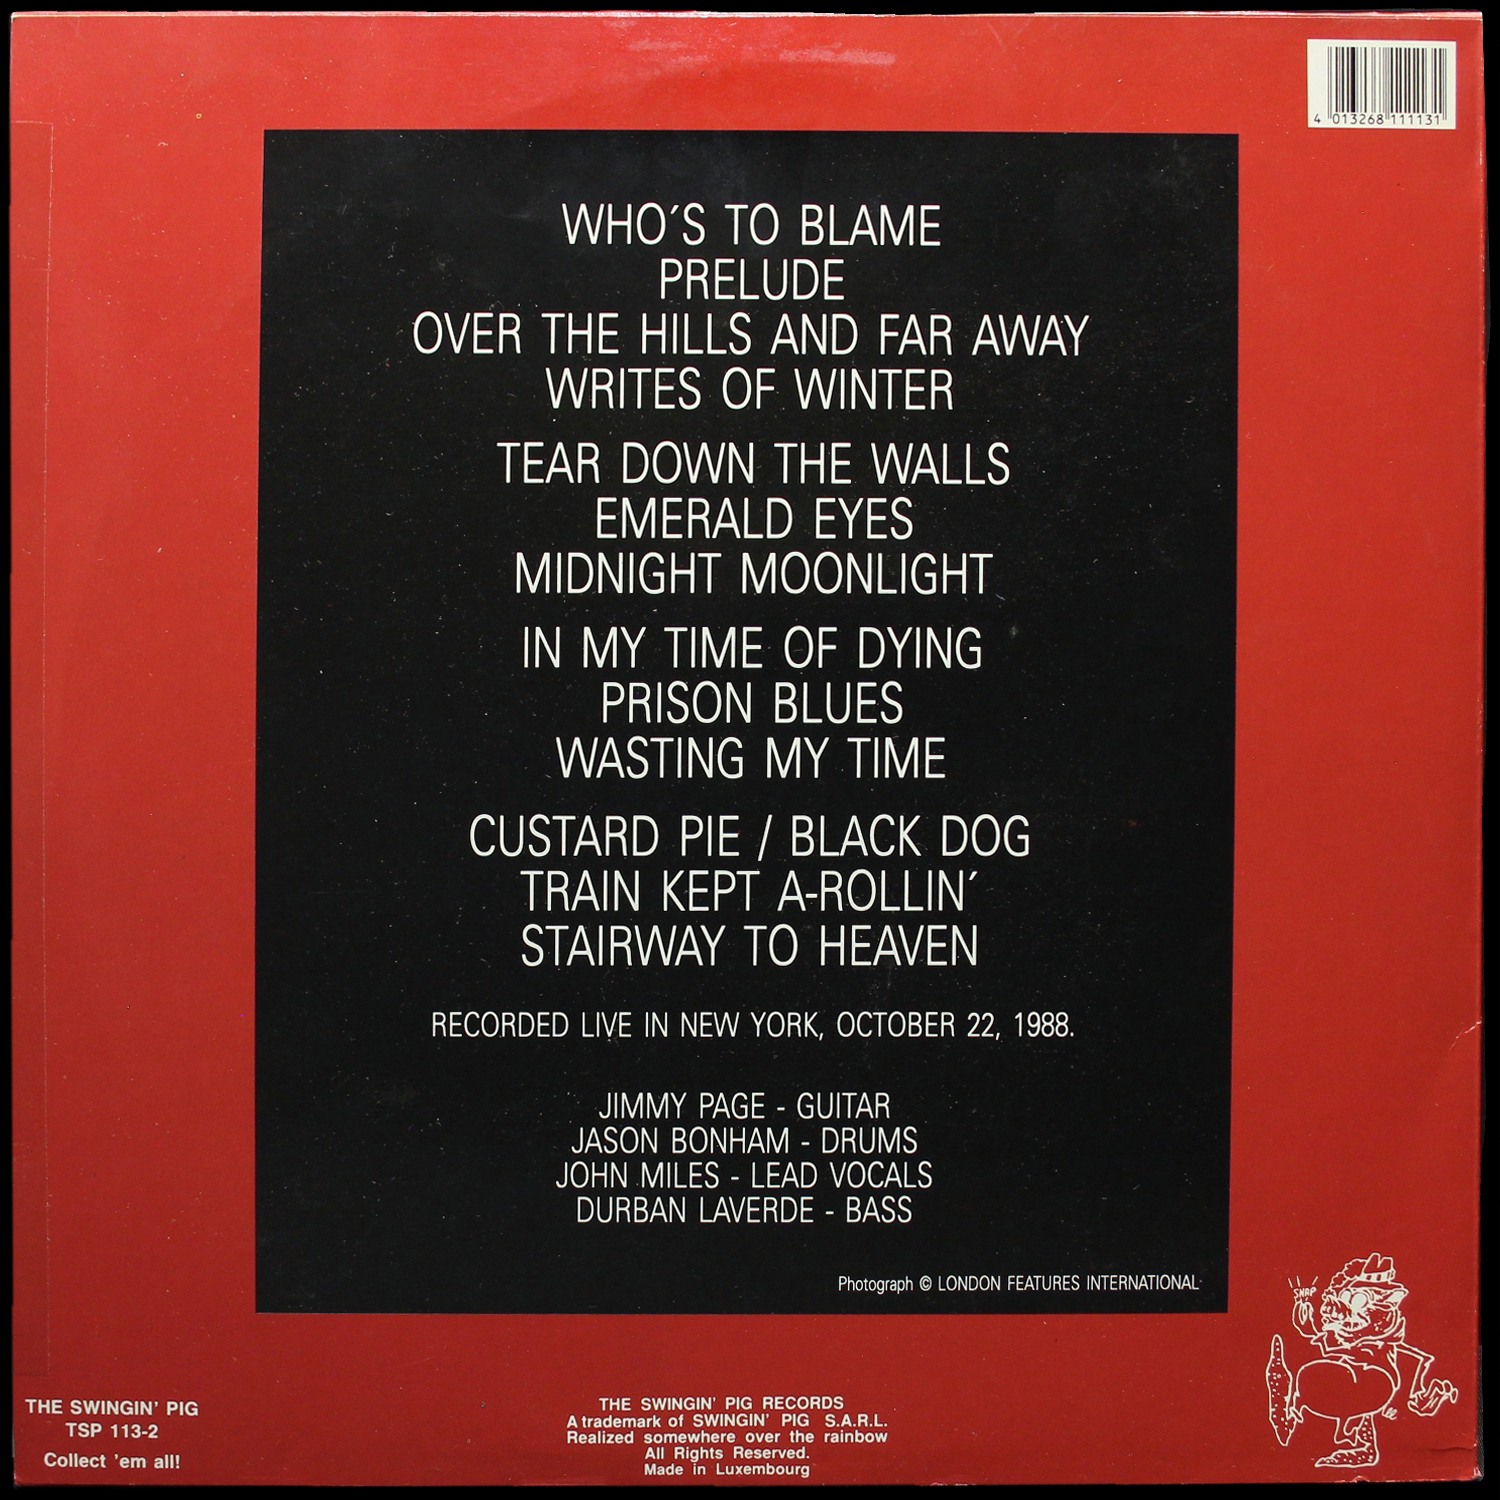 4 013268 111131
WHO´S TO BLAME
PRELUDE
OVER THE HILLS AND FAR AWAY
WRITES OF WINTER
TEAR DOWN THE WALLS
EMERALD EYES
MIDNIGHT MOONLIGHT
IN MY TIME OF DYING
PRISON BLUES
WASTING MY TIME
CUSTARD PIE / BLACK DOG
TRAIN KEPT A-ROLLIN´
STAIRWAY TO HEAVEN
RECORDED LIVE IN NEW YORK, OCTOBER 22, 1988.
JIMMY PAGE - GUITAR
JASON BONHAM - DRUMS
JOHN MILES - LEAD VOCALS
DURBAN LAVERDE - BASS
Photograph © LONDON FEATURES INTERNATIONAL
SNAP
THE SWINGIN' PIG
TSP 113-2
Collect 'em all!
THE SWINGIN' PIG RECORDS
A trademark of SWINGIN' PIG S.A.R.L.
Realized somewhere over the rainbow
All Rights Reserved.
Made in Luxembourg